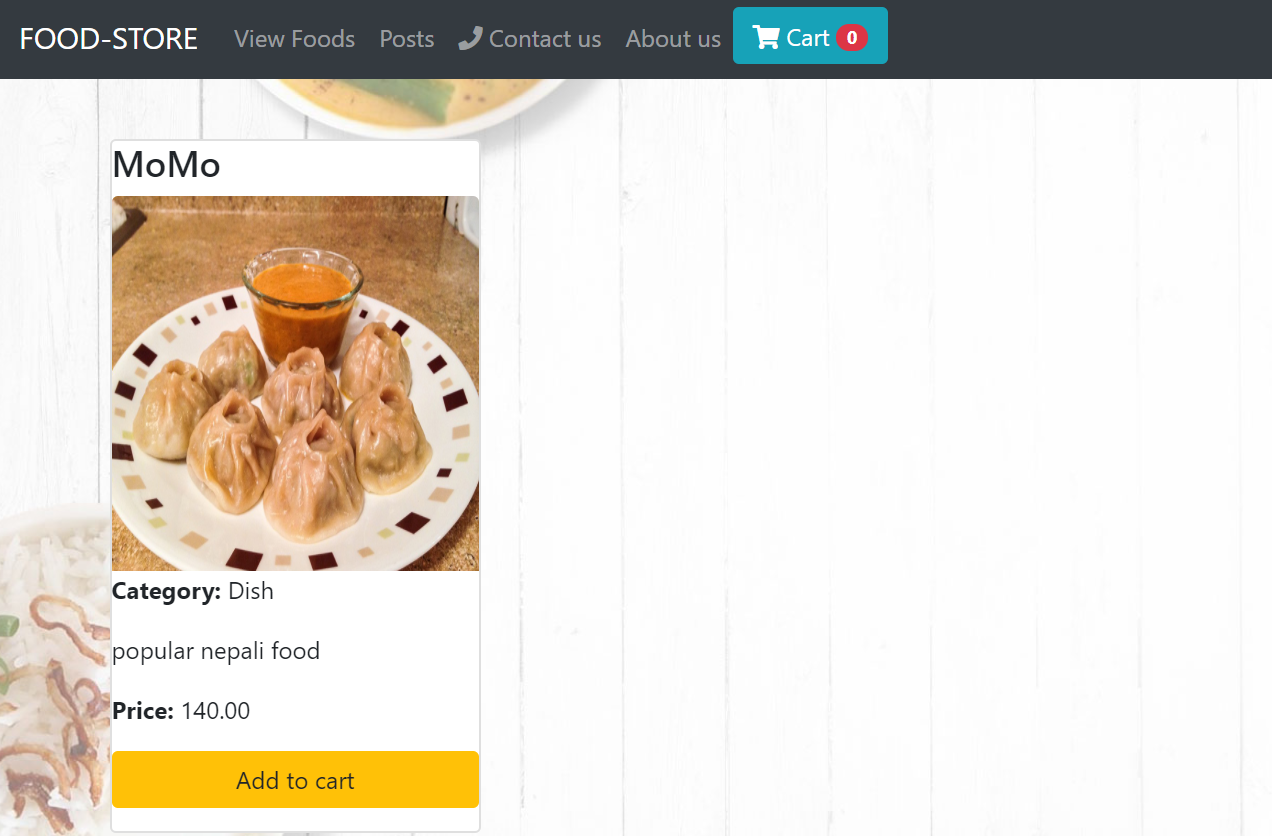 FOOD-STORE View Foods Posts Contact us About us Cart 0
MoMo
Category: Dish
popular nepali food
Price: 140.00
Add to cart